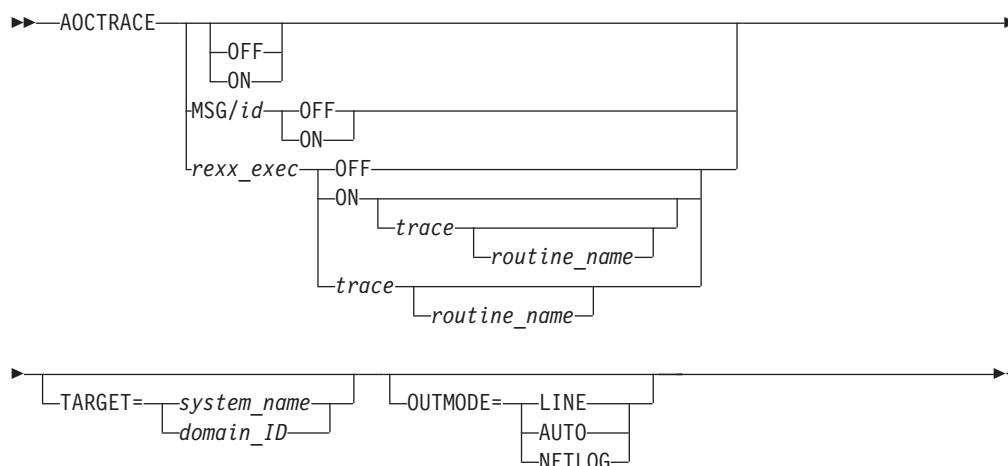 AOCTRACE
OFF
ON
MSG/id OFF
ON
rexx_exec OFF
ON
trace
routine_name
trace
routine_name
TARGET= system_name OUTMODE= LINE
domain_ID AUTO
NETLOG